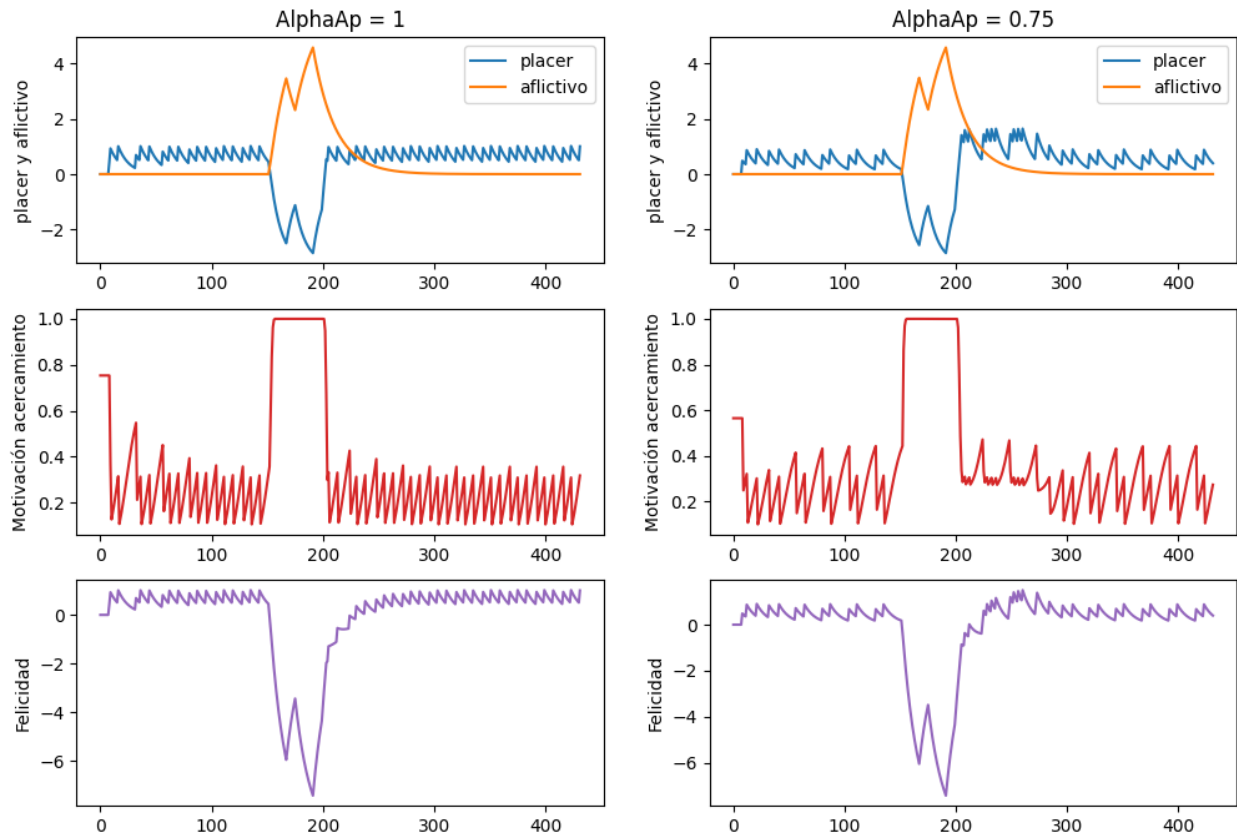 AlphaAp = 1
placer y aflictivo
4
2
0
−2
placer
aflictivo
0 100 200 300 400
Motivación acercamiento
1.0
0.8
0.6
0.4
0.2
0 100 200 300 400
Felicidad
0
−2
−4
−6
0 100 200 300 400
AlphaAp = 0.75
placer y aflictivo
4
2
0
−2
placer
aflictivo
0 100 200 300 400
Motivación acercamiento
1.0
0.8
0.6
0.4
0.2
0 100 200 300 400
Felicidad
0
−2
−4
−6
0 100 200 300 400